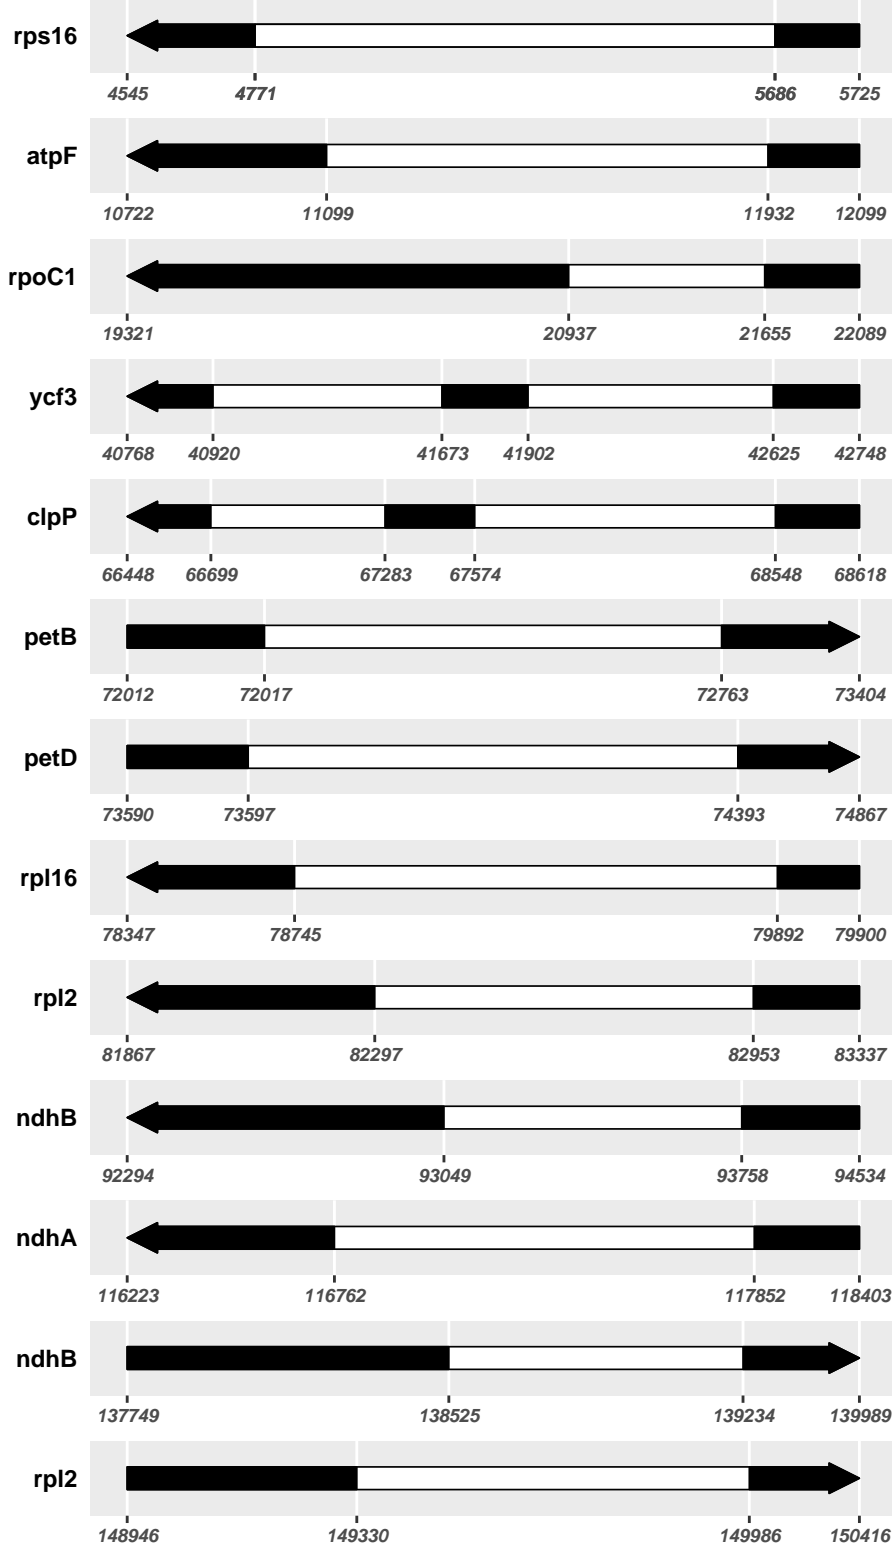 rps16
4545 4771 5686 5725
atpF
10722 11099 11932 12099
rpoC1
19321 20937 21655 22089
ycf3
40768 40920 41673 41902 42625 42748
clpP
66448 66699 67283 67574 68548 68618
petB
72012 72017 72763 73404
petD
73590 73597 74393 74867
rpl16
78347 78745 79892 79900
rpl2
81867 82297 82953 83337
ndhB
92294 93049 93758 94534
ndhA
116223 116762 117852 118403
ndhB
137749 138525 139234 139989
rpl2
148946 149330 149986 150416